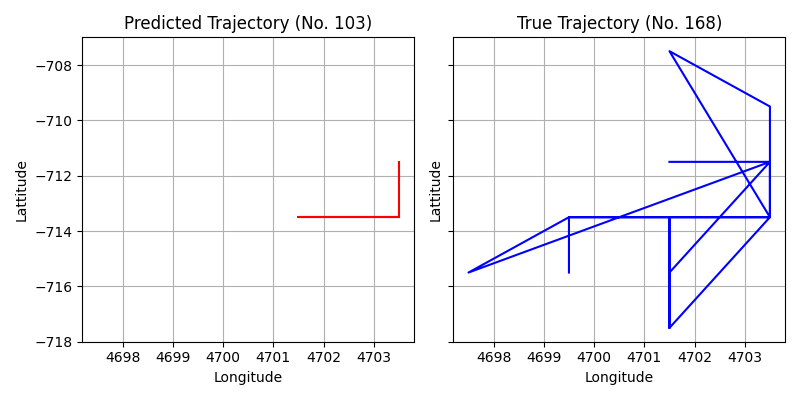 Predicted Trajectory (No. 103)
True Trajectory (No. 168)
Lattitude
−708
−710
−712
−714
−716
−718
4698 4699 4700 4701 4702 4703
Longitude
Lattitude
4698 4699 4700 4701 4702 4703
Longitude